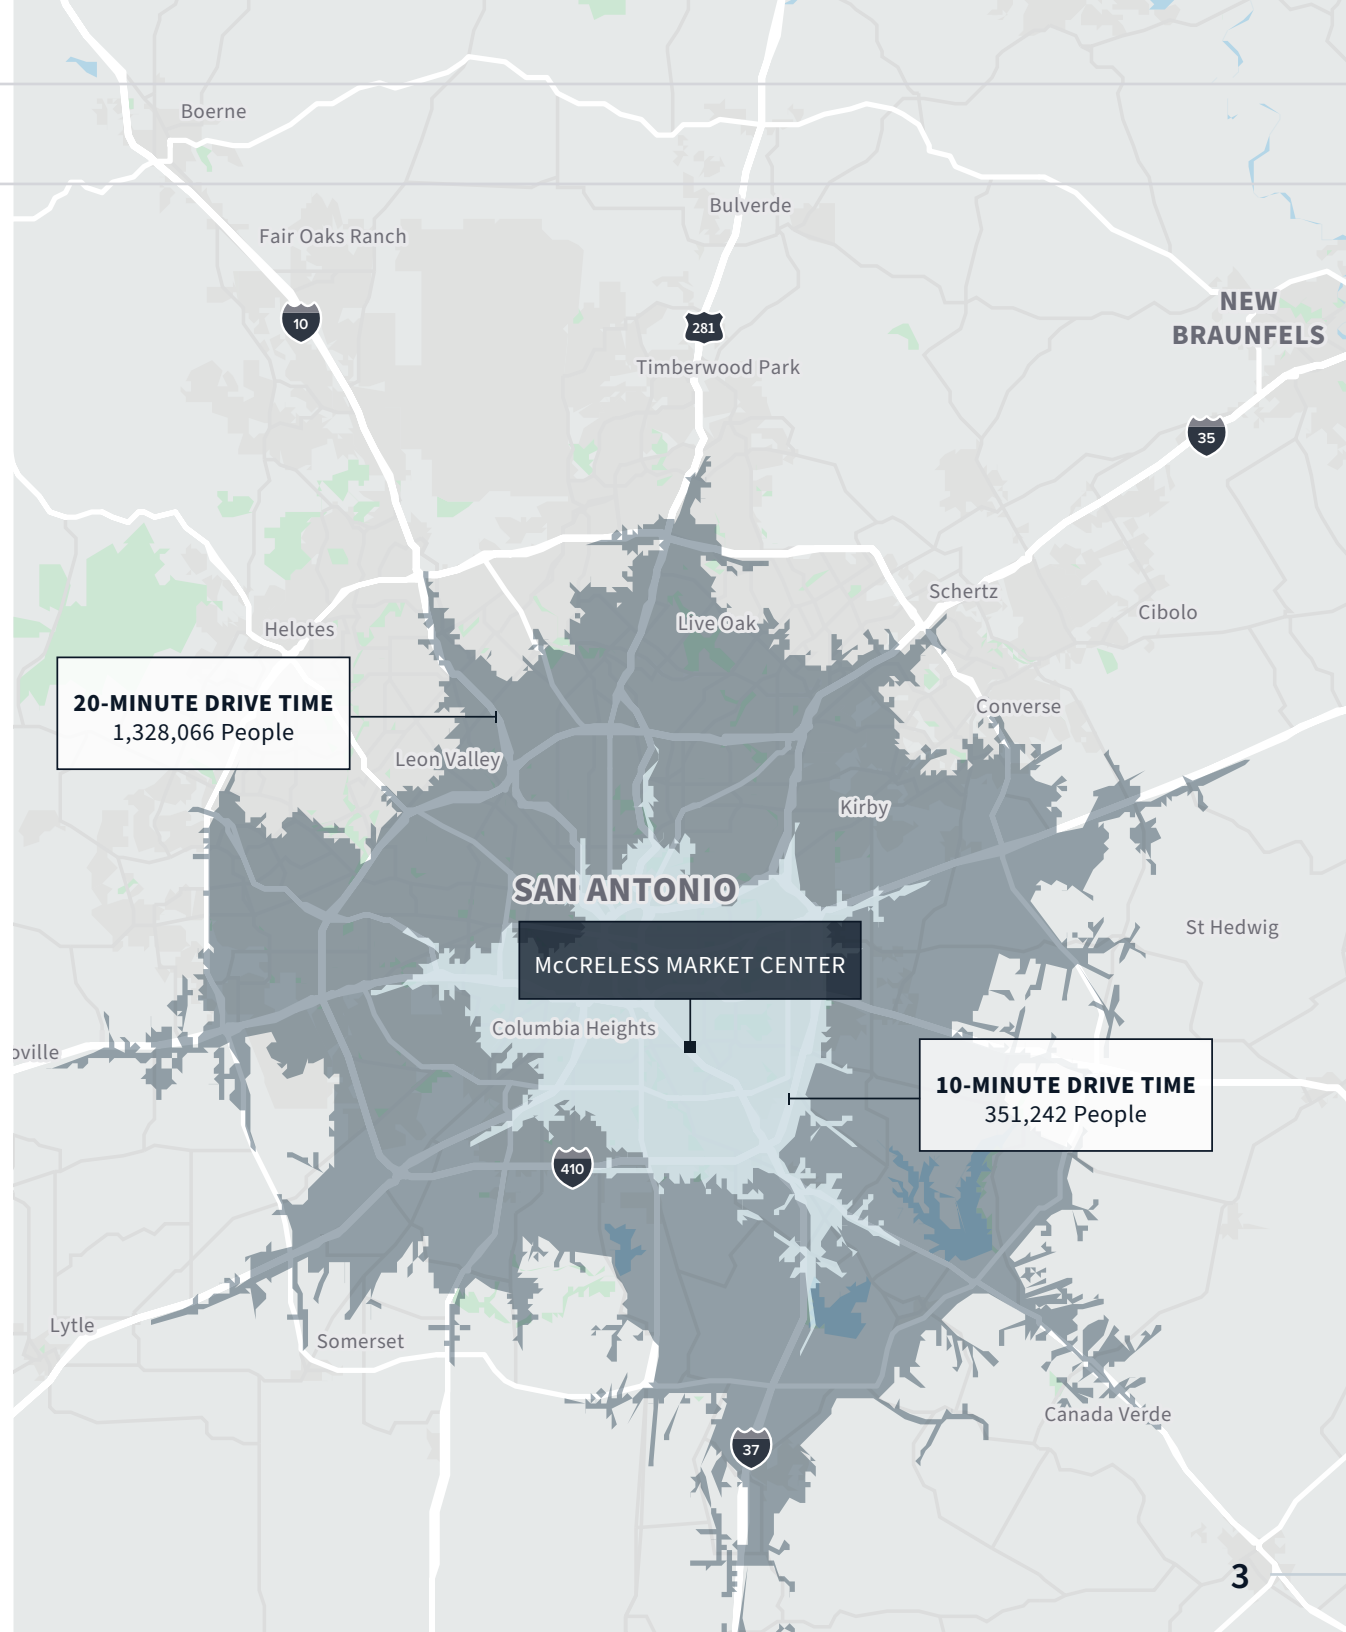 Boerne
Bulverde
Fair Oaks Ranch
NEW
BRAUNFELS
10
281
Timberwood Park
35
Schertz
Cibolo
Live Oak
Helotes
20-MINUTE DRIVE TIME
1,328,066 People
Converse
Leon Valley
Kirby
SAN ANTONIO
St Hedwig
McCRELESS MARKET CENTER
Columbia Heights
oville
10-MINUTE DRIVE TIME
351,242 People
410
Lytle
Somerset
Canada Verde
37
3